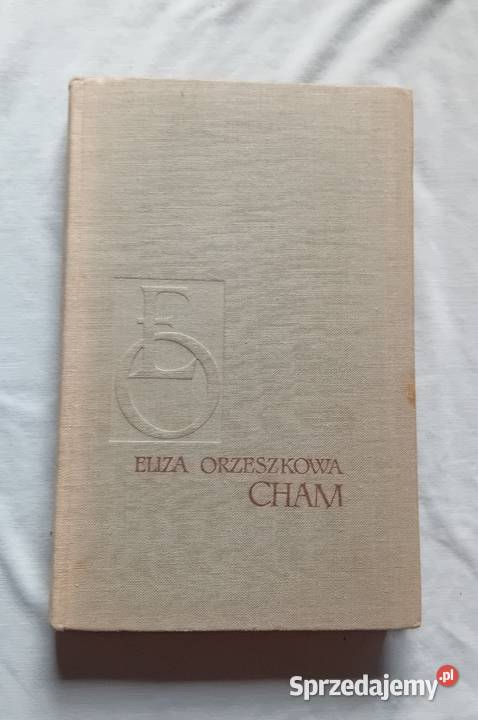 EO
ELIZA ORZESZKOWA
CHAM
Sprzedajemy.pl